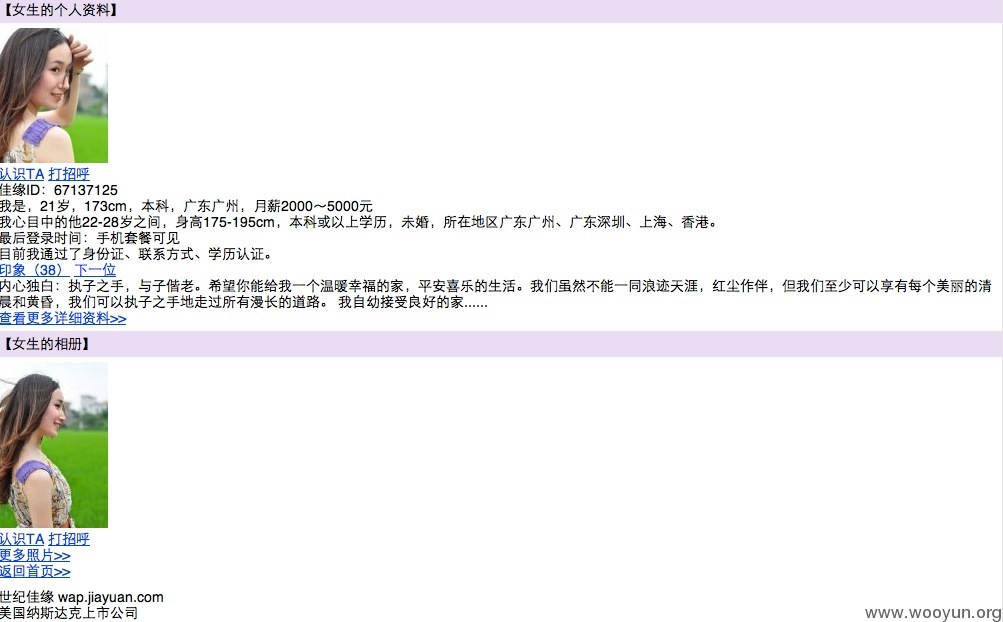 【女生的个人资料】
认识TA 打招呼
佳缘ID：67137125
我是，21岁，173cm，本科，广东广州，月薪2000～5000元
我心目中的他22-28岁之间，身高175-195cm，本科或以上学历，未婚，所在地区广东广州、广东深圳、上海、香港。
最后登录时间：手机套餐可见
目前我通过了身份证、联系方式、学历认证。
印象（38） 下一位
内心独白：执子之手，与子偕老。希望你能给我一个温暖幸福的家，平安喜乐的生活。我们虽然不能一同浪迹天涯，红尘作伴，但我们至少可以享有每个美丽的清
晨和黄昏，我们可以执子之手地走过所有漫长的道路。 我自幼接受良好的家......
查看更多详细资料>>
【女生的相册】
认识TA 打招呼
更多照片>>
返回首页>>
世纪佳缘 wap.jiayuan.com
美国纳斯达克上市公司
www.wooyun.org